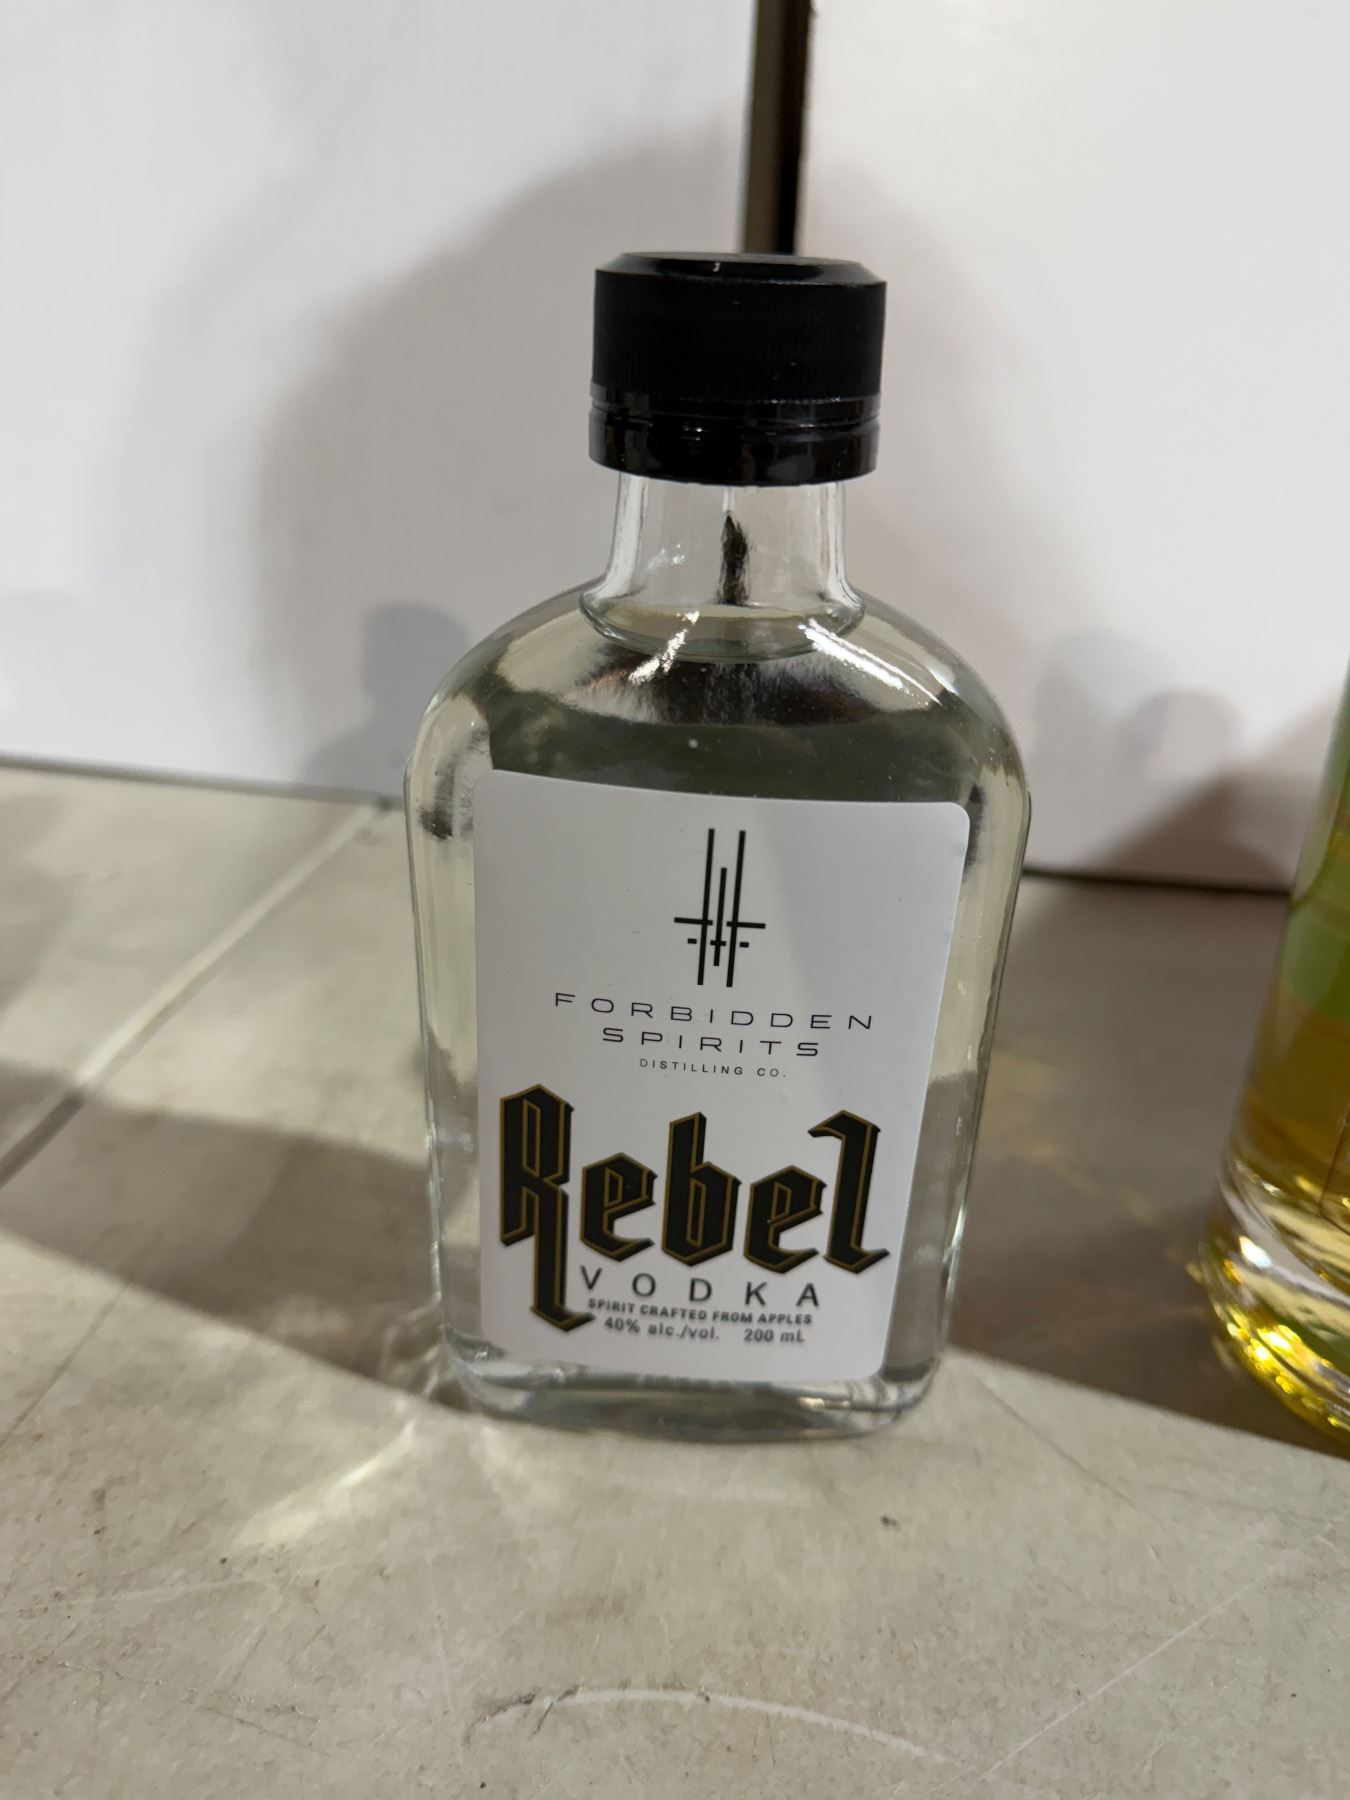 FORBIDDEN
SPIRITS
DISTILLING CO.
Rebel
VODKA
SPIRIT CRAFTED FROM APPLES
40% alc./vol. 200 mL